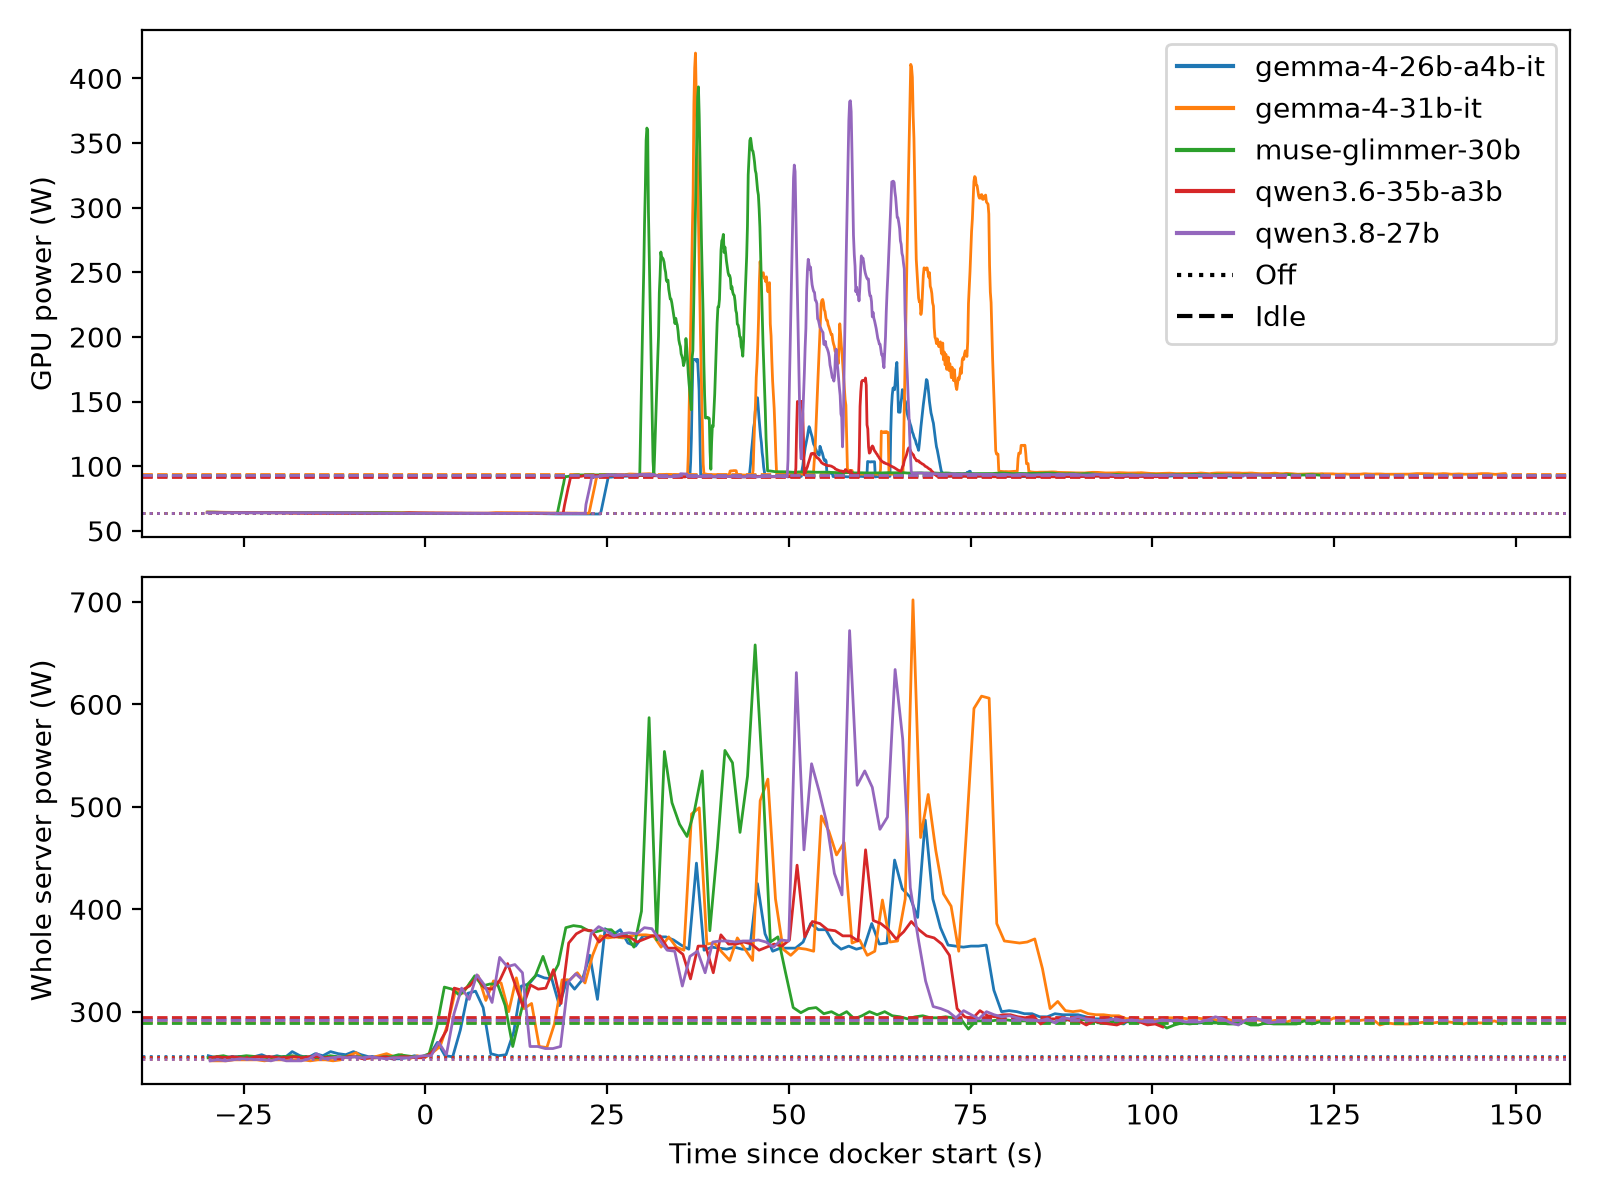 GPU power (W)
400
350
300
250
200
150
100
50
gemma-4-26b-a4b-it
gemma-4-31b-it
muse-glimmer-30b
qwen3.6-35b-a3b
qwen3.8-27b
Off
Idle
Whole server power (W)
700
600
500
400
300
−25 0 25 50 75 100 125 150
Time since docker start (s)